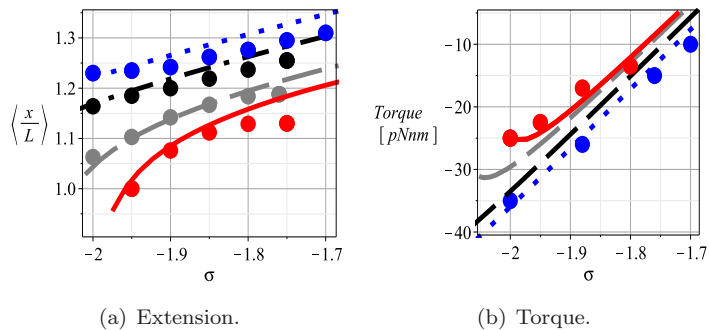 1.3
1.2
⟨x/L⟩
1.1
1.0
−2 −1.9 −1.8 −1.7
σ
(a) Extension.
−10
−20
Torque
[pNnm]
−30
−40
−2 −1.9 −1.8 −1.7
σ
(b) Torque.